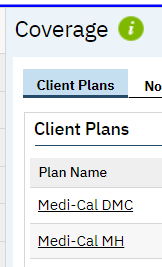 Coverage i
Client Plans No
Client Plans
Plan Name
Medi-Cal DMC
Medi-Cal MH